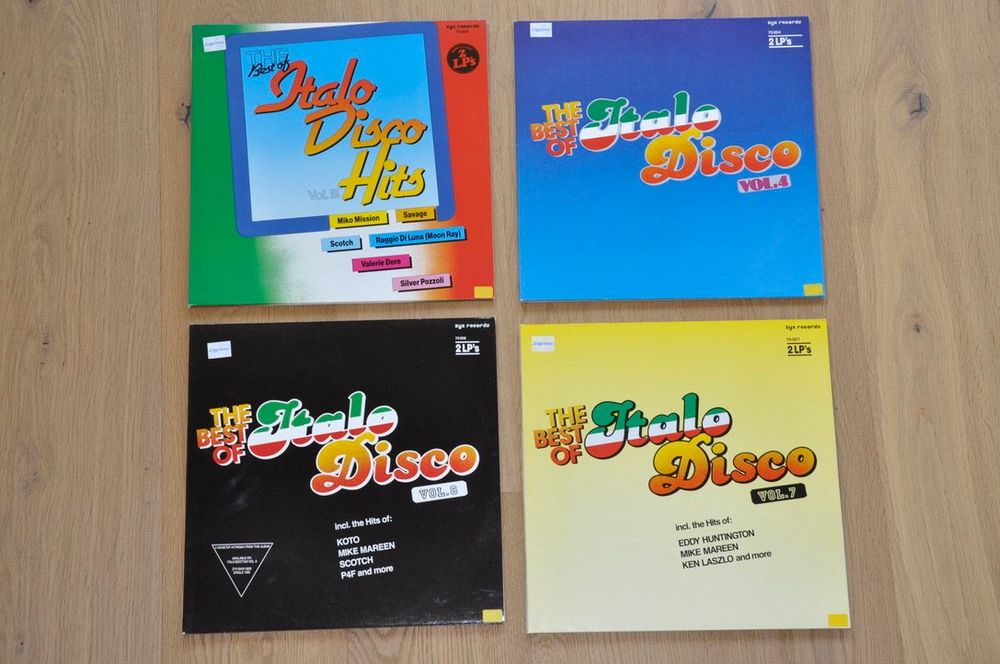 zyx records
2 LP's
THE
Best of
Italo
Disco
Hits
Vol. III
Miko Mission
Savage
Scotch
Raggio Di Luna (Moon Ray)
Valerie Dore
Silver Pozzoli
zyx records
2 LP's
THE
BEST
OF
Italo
Disco
VOL.4
zyx records
2 LP's
THE
BEST
OF
Italo
Disco
VOL.8
incl. the Hits of:
KOTO
MIKE MAREEN
SCOTCH
P4F and more
zyx records
2 LP's
THE
BEST
OF
Italo
Disco
VOL.7
incl. the Hits of:
EDDY HUNTINGTON
MIKE MAREEN
KEN LASZLO and more